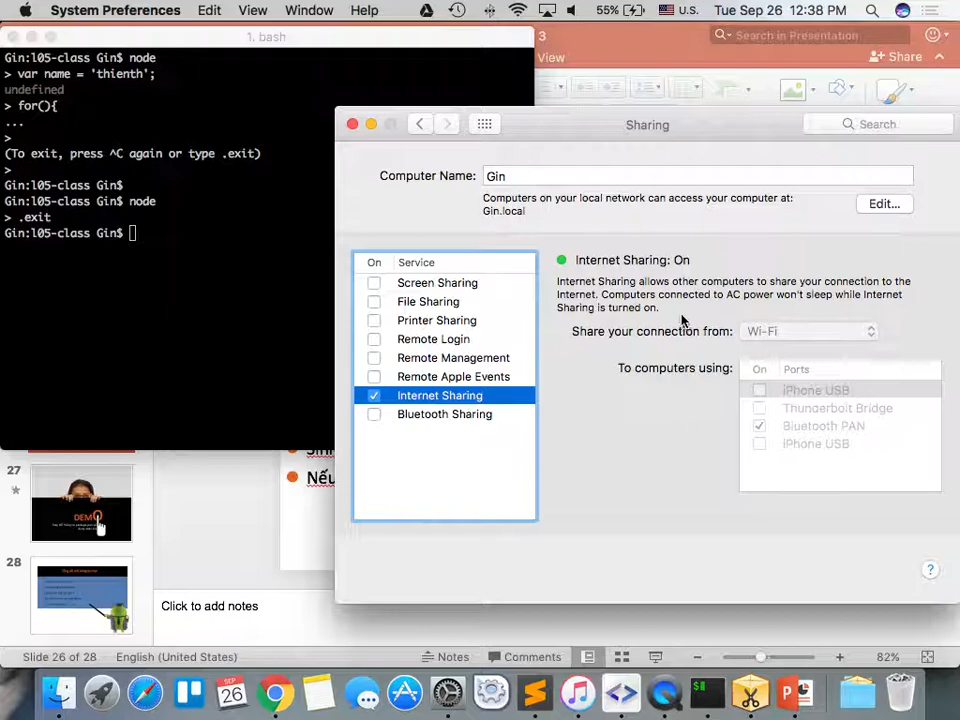 System Preferences Edit View Window Help 55% U.S. Tue Sep 26 12:38 PM
1. bash
Gin:l05-class Gin$ node
> var name = 'thienth';
undefined
> for(){
...
>
(To exit, press ^C again or type .exit)
>
Gin:l05-class Gin$
Gin:l05-class Gin$ node
> .exit
Gin:l05-class Gin$
3
Search in Presentation
View
Share
Sharing
Search
Computer Name: Gin
Computers on your local network can access your computer at:
Gin.local
Edit...
On Service
Screen Sharing
File Sharing
Printer Sharing
Remote Login
Remote Management
Remote Apple Events
Internet Sharing
Bluetooth Sharing
Internet Sharing: On
Internet Sharing allows other computers to share your connection to the
Internet. Computers connected to AC power won't sleep while Internet
Sharing is turned on.
Share your connection from: Wi-Fi
To computers using:
On Ports
iPhone USB
Thunderbolt Bridge
Bluetooth PAN
iPhone USB
?
Nếu
27
DEMO
28
Click to add notes
Slide 26 of 28 English (United States) Notes Comments 82%
SEP
26
$